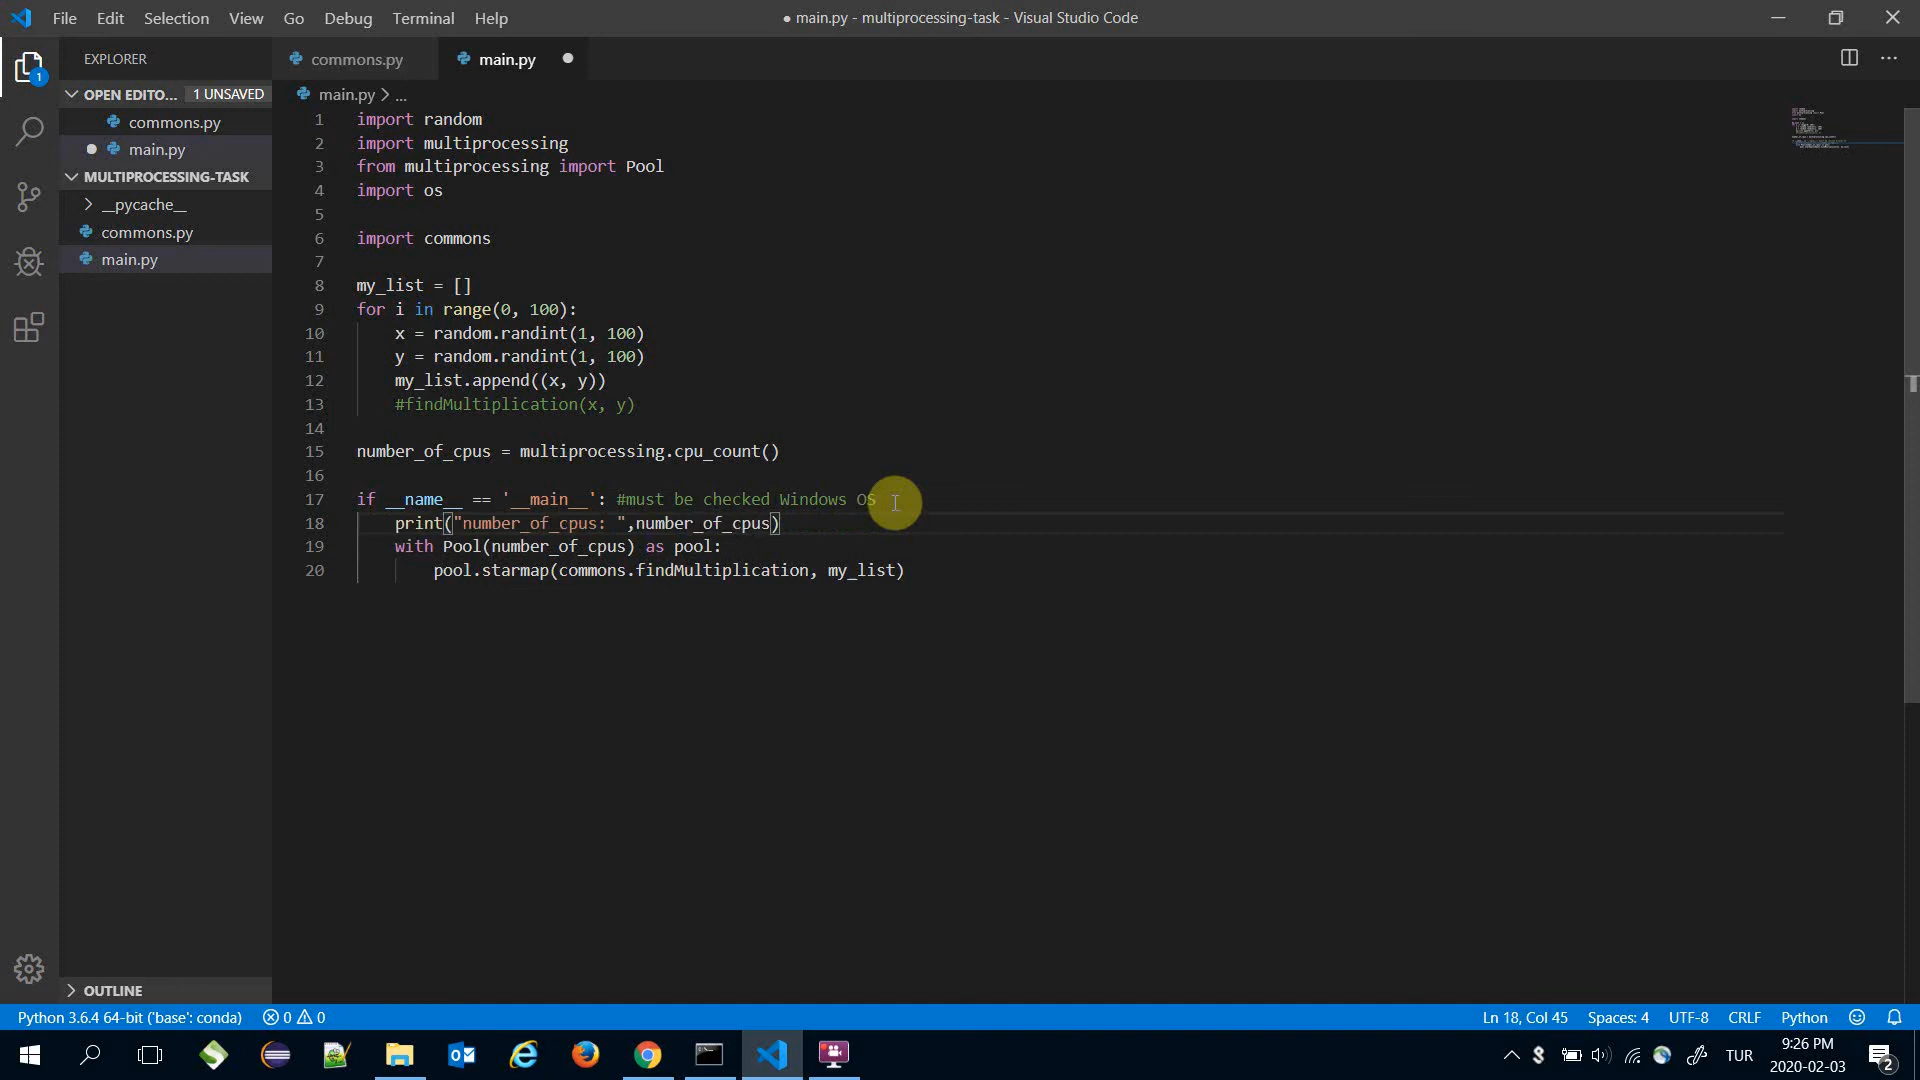 File Edit Selection View Go Debug Terminal Help
● main.py - multiprocessing-task - Visual Studio Code
EXPLORER
OPEN EDITO... 1 UNSAVED
commons.py
main.py
MULTIPROCESSING-TASK
__pycache__
commons.py
main.py
OUTLINE
commons.py main.py
main.py > ...
1 import random
2 import multiprocessing
3 from multiprocessing import Pool
4 import os
5
6 import commons
7
8 my_list = []
9 for i in range(0, 100):
10 x = random.randint(1, 100)
11 y = random.randint(1, 100)
12 my_list.append((x, y))
13 #findMultiplication(x, y)
14
15 number_of_cpus = multiprocessing.cpu_count()
16
17 if __name__ == '__main__': #must be checked Windows OS
18 print("number_of_cpus: ",number_of_cpus)
19 with Pool(number_of_cpus) as pool:
20 pool.starmap(commons.findMultiplication, my_list)
1
Python 3.6.4 64-bit ('base': conda) 0 0
Ln 18, Col 45 Spaces: 4 UTF-8 CRLF Python
TUR
9:26 PM
2020-02-03
2